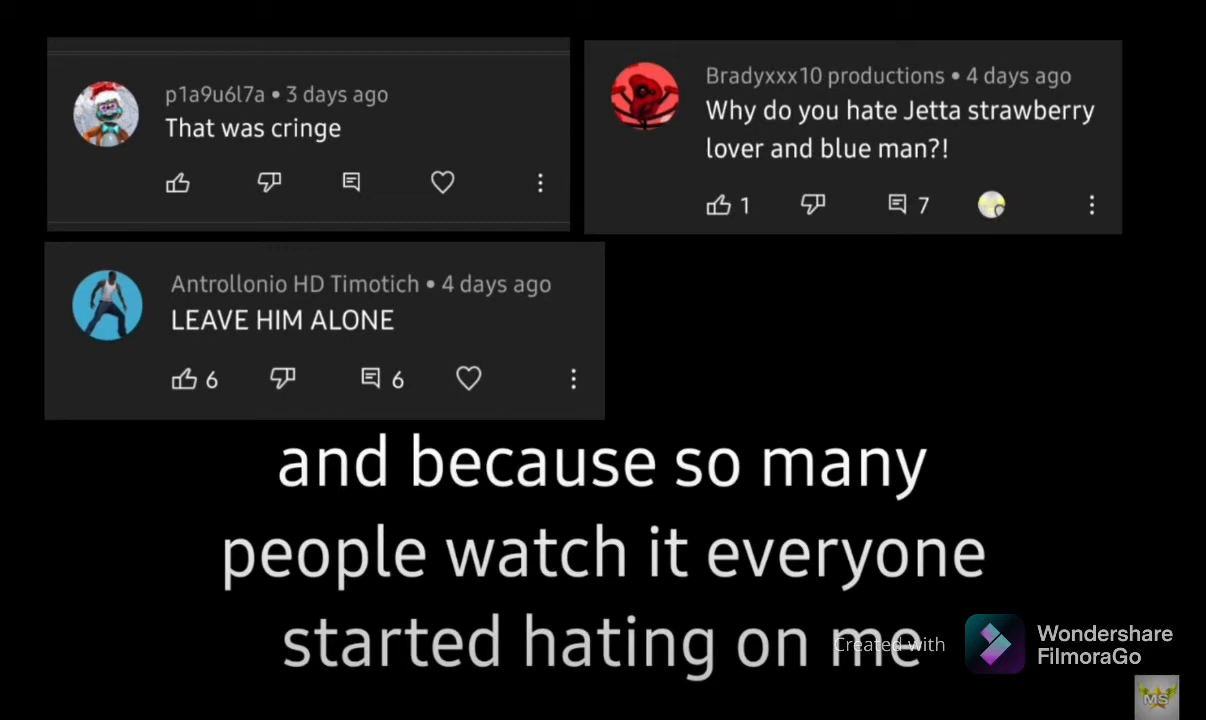 p1a9u6l7a • 3 days ago
That was cringe
Bradyxxx10 productions • 4 days ago
Why do you hate Jetta strawberry
lover and blue man?!
1
7
Antrollonio HD Timotich • 4 days ago
LEAVE HIM ALONE
6
6
and because so many
people watch it everyone
started hating on me
Created with
Wondershare
FilmoraGo
MS